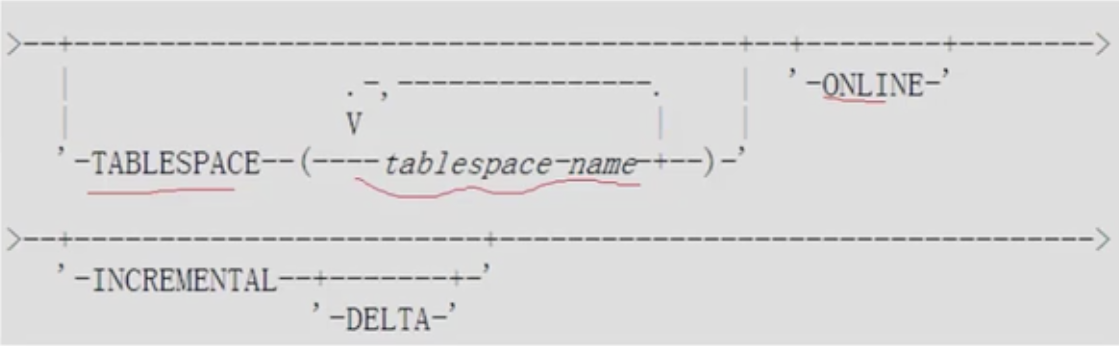 >--+-----------------------------------------+--+---------+--------->
| .-,---------------. | '-ONLINE-'
| V | |
'-TABLESPACE--(----tablespace-name-+--)-'
>--+--------------------------+------------------------------------->
'-INCREMENTAL--+-------+-'
'-DELTA-'